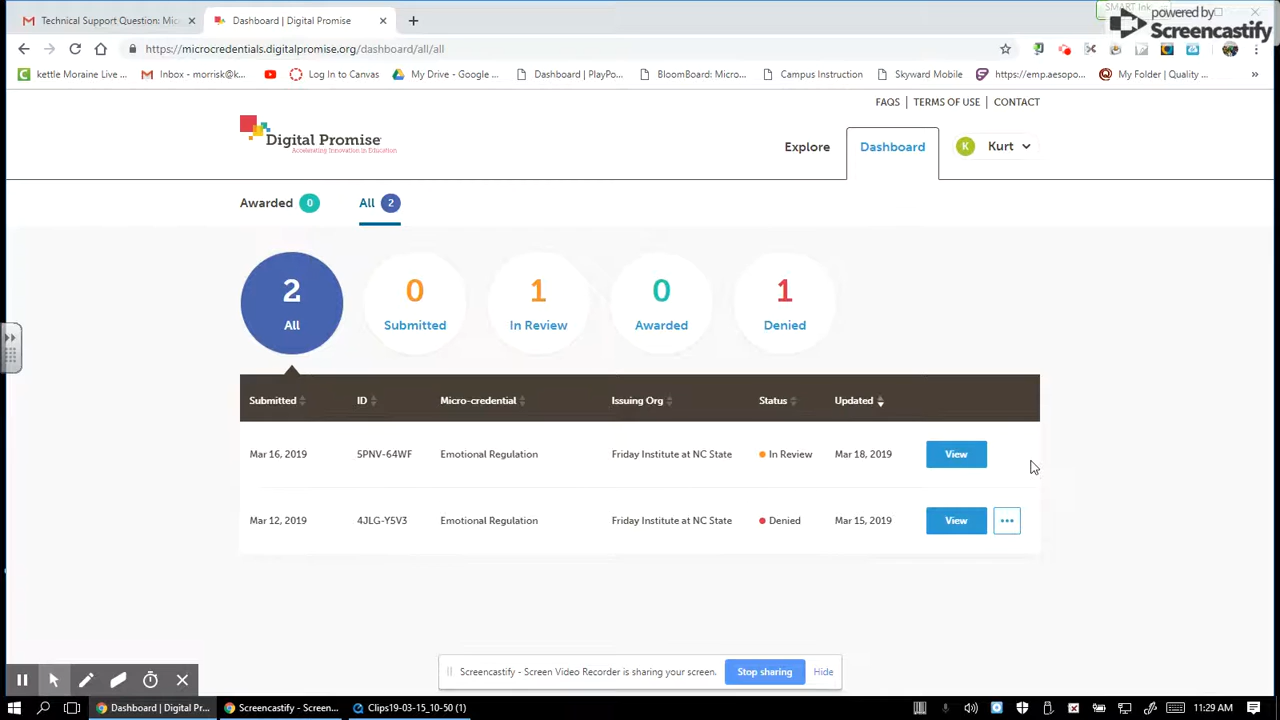 Technical Support Question: Mic
Dashboard | Digital Promise
SMART Ink
powered by
Screencastify
https://microcredentials.digitalpromise.org/dashboard/all/all
kettle Moraine Live ...
Inbox - morrisk@k...
Log In to Canvas
My Drive - Google ...
Dashboard | PlayPo...
BloomBoard: Micro...
Campus Instruction
Skyward Mobile
https://emp.aesopo...
My Folder | Quality ...
»
FAQS | TERMS OF USE | CONTACT
Digital Promise
Accelerating Innovation in Education
Explore
Dashboard
K Kurt
Awarded 0
All 2
2 All
0 Submitted
1 In Review
0 Awarded
1 Denied
Submitted ID Micro-credential Issuing Org Status Updated
Mar 16, 2019 5PNV-64WF Emotional Regulation Friday Institute at NC State In Review Mar 18, 2019 View
Mar 12, 2019 4JLG-Y5V3 Emotional Regulation Friday Institute at NC State Denied Mar 15, 2019 View ...
Screencastify - Screen Video Recorder is sharing your screen. Stop sharing Hide
Dashboard | Digital Pr...
Screencastify - Screen...
Clips19-03-15_10-50 (1)
11:29 AM